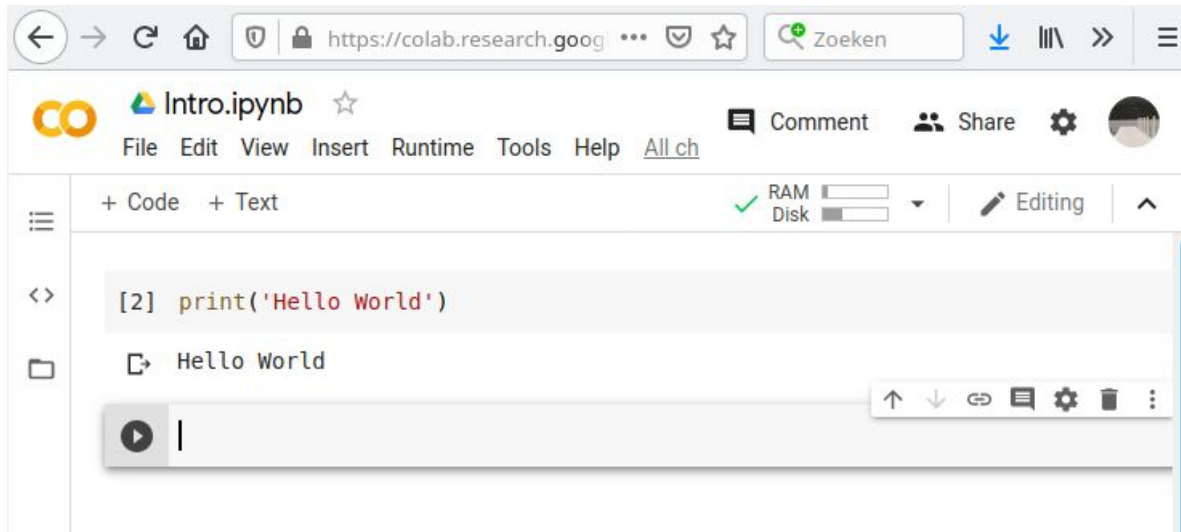 https://colab.research.goog ••• Zoeken
Intro.ipynb
Comment Share
File Edit View Insert Runtime Tools Help All ch
+ Code + Text RAM Editing
Disk
[2] print('Hello World')
Hello World